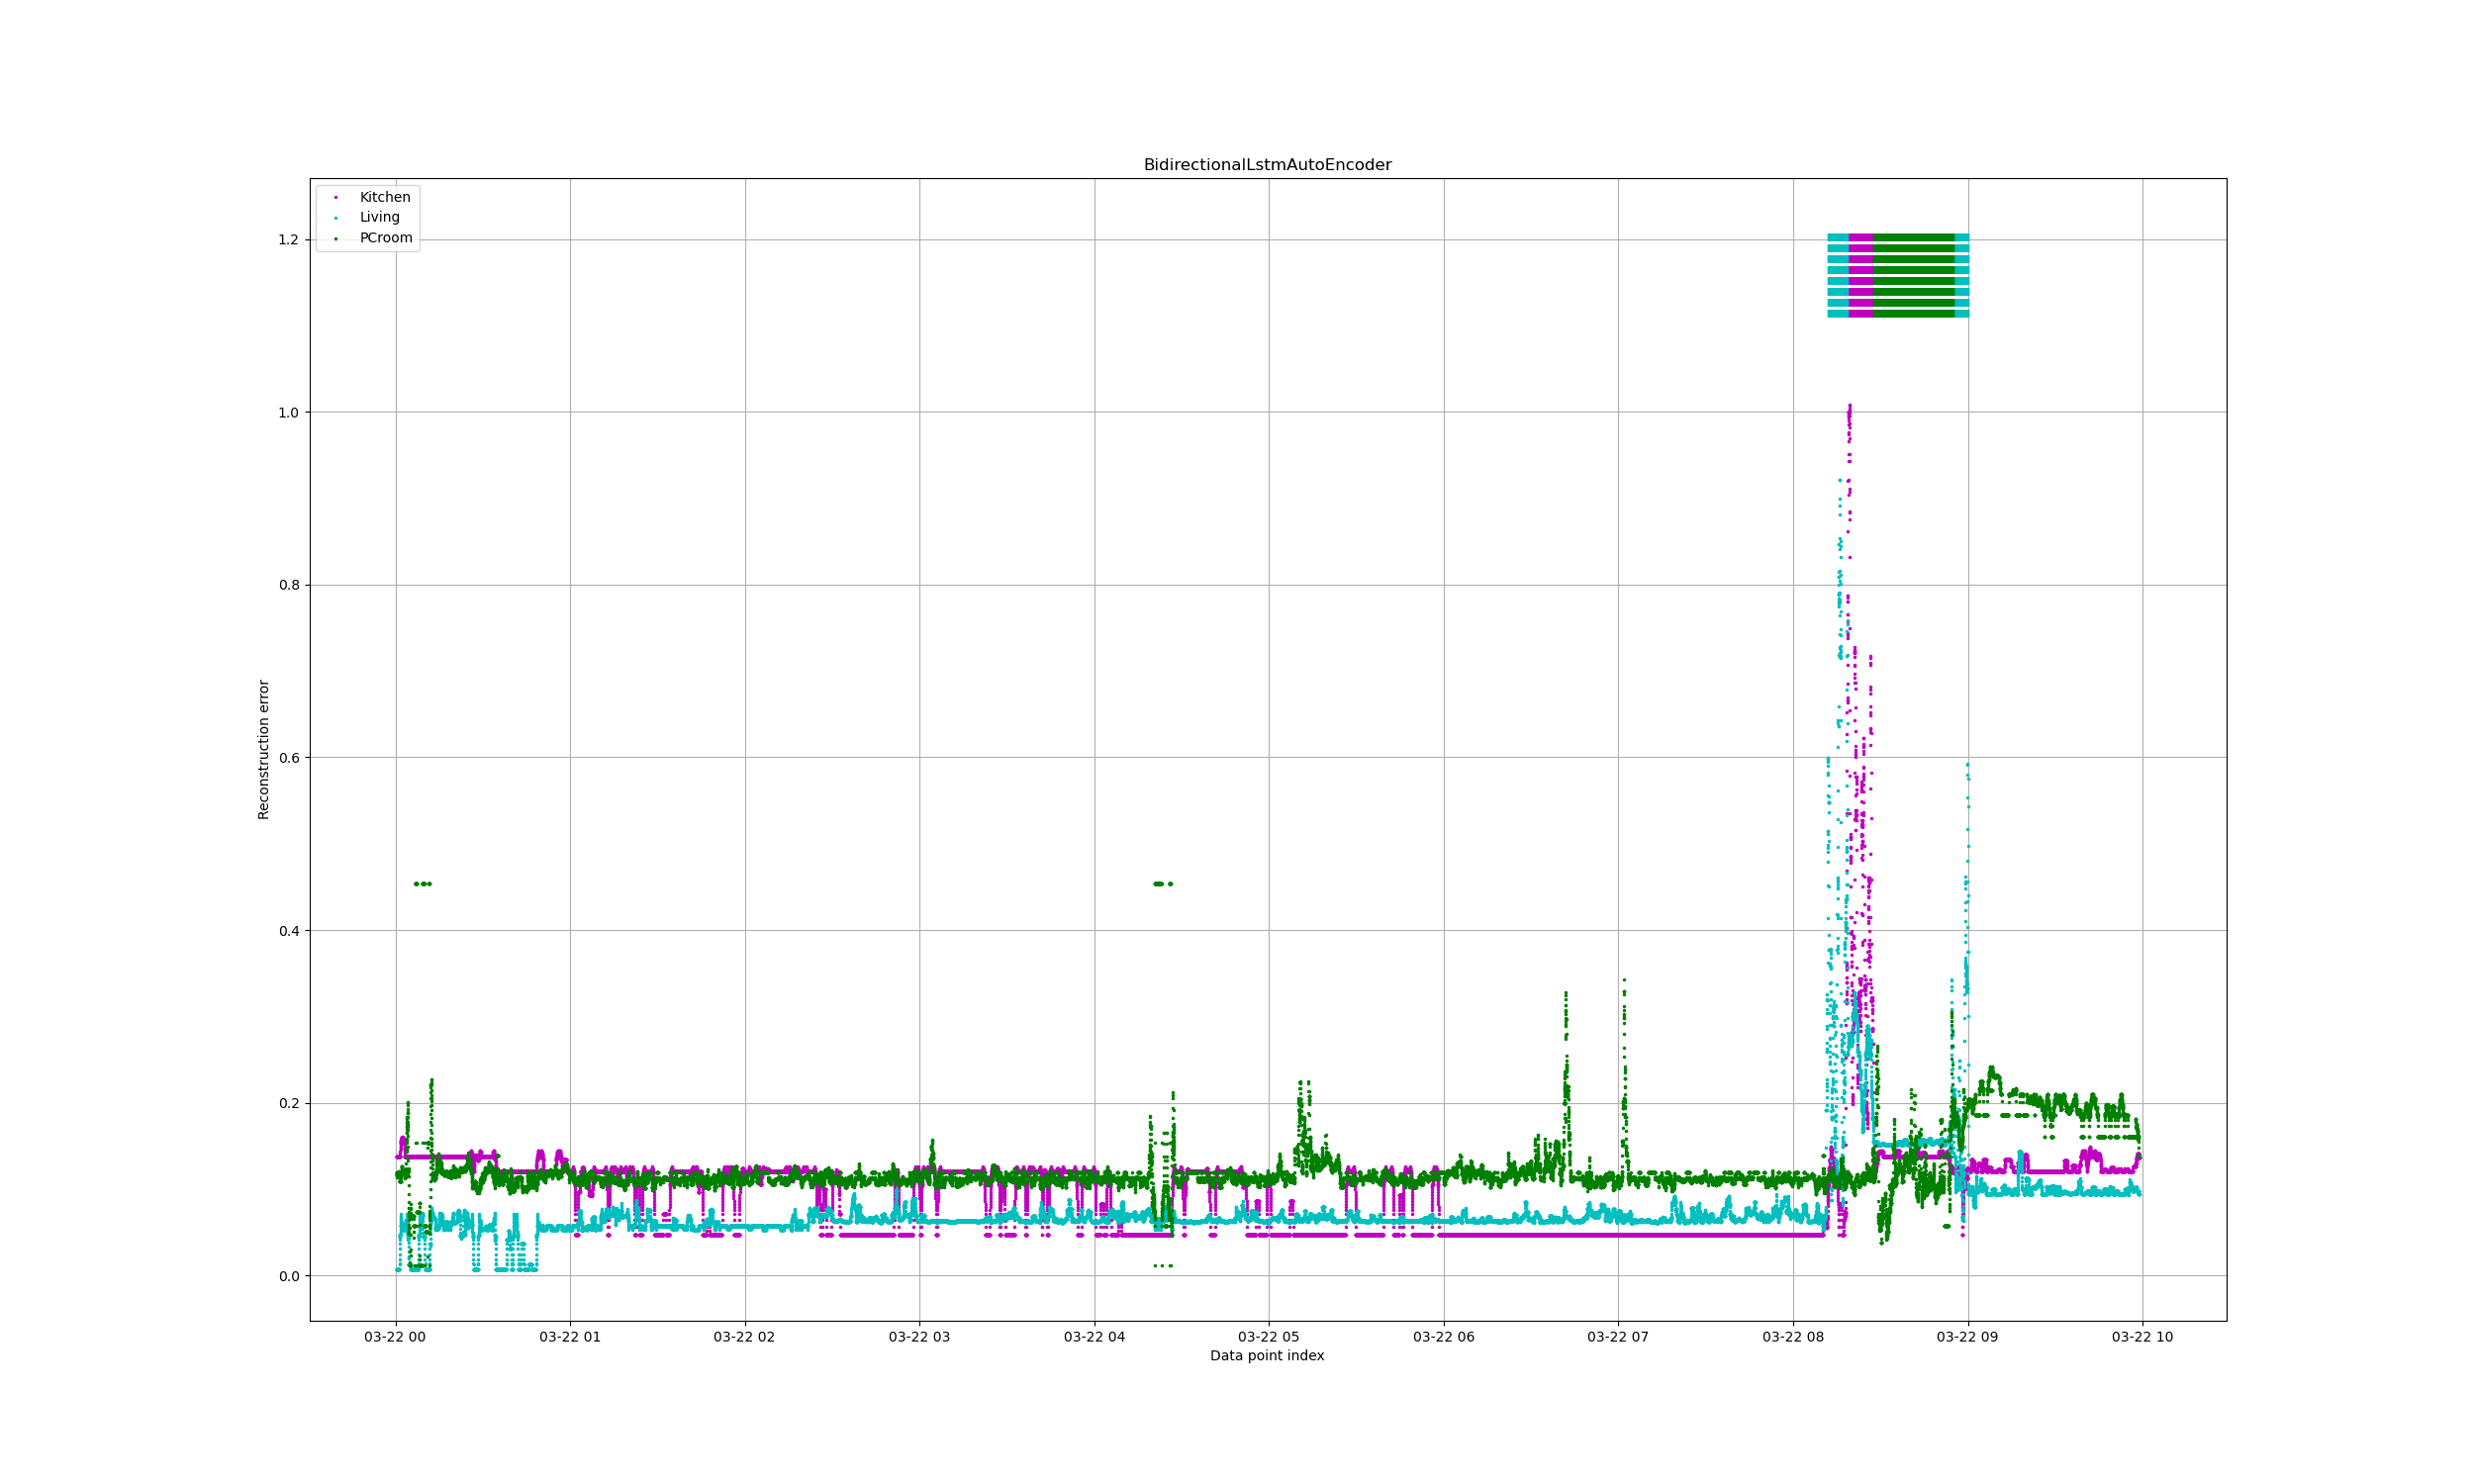 BidirectionalLstmAutoEncoder
Kitchen
Living
PCroom
1.2
1.0
0.8
0.6
0.4
0.2
0.0
Reconstruction error
03-22 00 03-22 01 03-22 02 03-22 03 03-22 04 03-22 05 03-22 06 03-22 07 03-22 08 03-22 09 03-22 10
Data point index